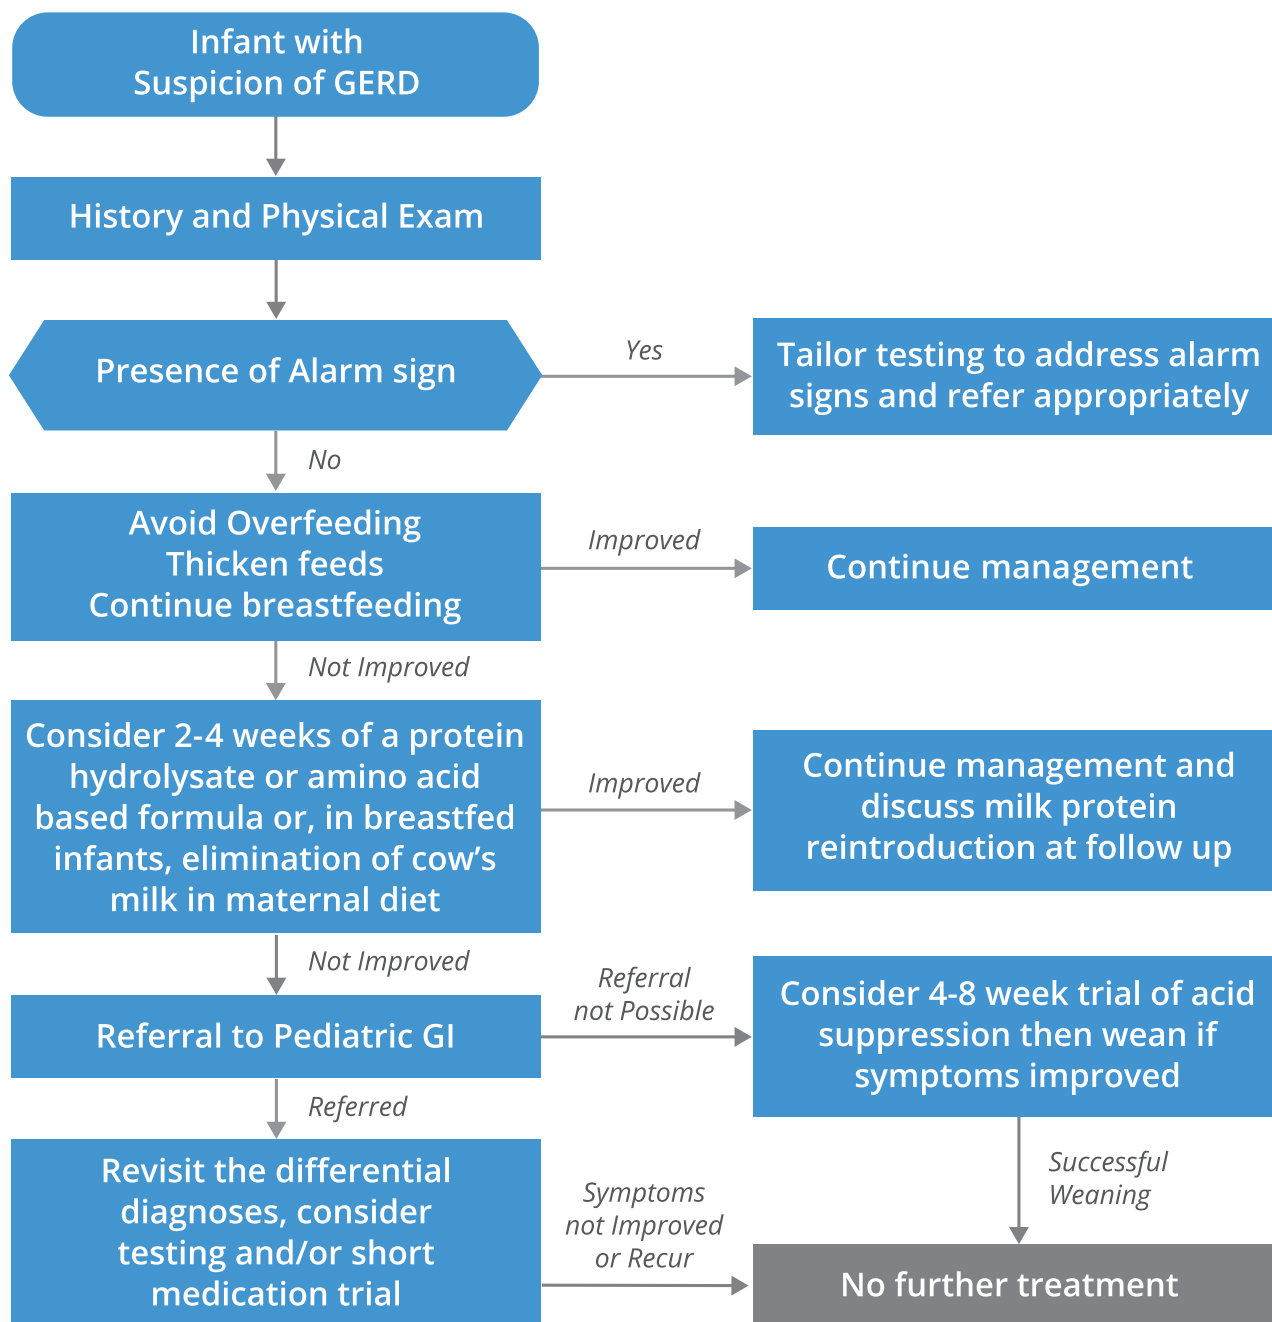 Infant with
Suspicion of GERD
History and Physical Exam
Presence of Alarm sign
Yes
Tailor testing to address alarm
signs and refer appropriately
No
Avoid Overfeeding
Thicken feeds
Continue breastfeeding
Improved
Continue management
Not Improved
Consider 2-4 weeks of a protein
hydrolysate or amino acid
based formula or, in breastfed
infants, elimination of cow’s
milk in maternal diet
Improved
Continue management and
discuss milk protein
reintroduction at follow up
Not Improved
Referral to Pediatric GI
Referral
not Possible
Consider 4-8 week trial of acid
suppression then wean if
symptoms improved
Referred
Revisit the differential
diagnoses, consider
testing and/or short
medication trial
Symptoms
not Improved
or Recur
Successful
Weaning
No further treatment